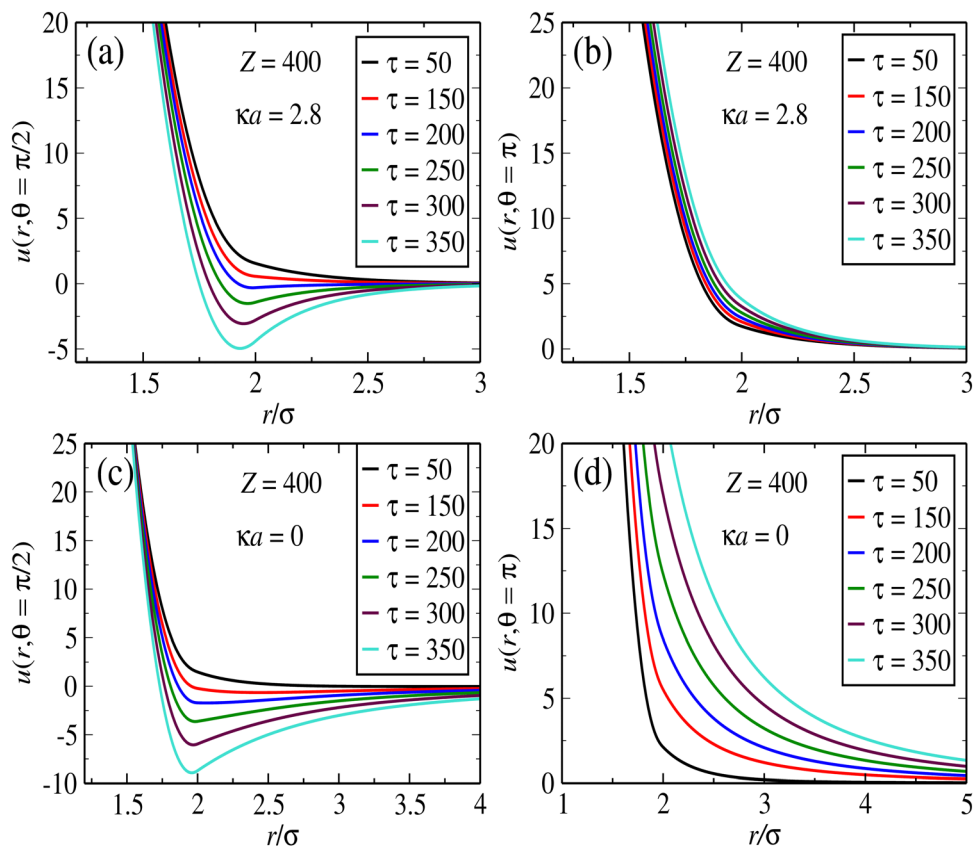 (a)
Z = 400
κa = 2.8
τ = 50
τ = 150
τ = 200
τ = 250
τ = 300
τ = 350
u(r,θ = π/2)
20
15
10
5
0
-5
1.5
2
2.5
3
r/σ
(b)
Z = 400
κa = 2.8
τ = 50
τ = 150
τ = 200
τ = 250
τ = 300
τ = 350
u(r,θ = π)
25
20
15
10
5
0
1.5
2
2.5
3
r/σ
(c)
Z = 400
κa = 0
τ = 50
τ = 150
τ = 200
τ = 250
τ = 300
τ = 350
u(r,θ = π/2)
25
20
15
10
5
0
-5
-10
1.5
2
2.5
3
3.5
4
r/σ
(d)
Z = 400
κa = 0
τ = 50
τ = 150
τ = 200
τ = 250
τ = 300
τ = 350
u(r,θ = π)
20
15
10
5
0
1
2
3
4
5
r/σ